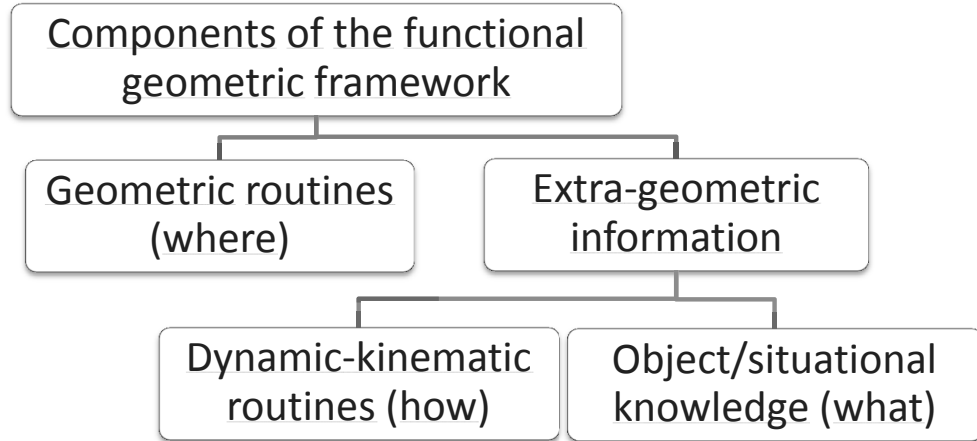 Components of the functional
geometric framework
Geometric routines
(where)
Extra-geometric
information
Dynamic-kinematic
routines (how)
Object/situational
knowledge (what)